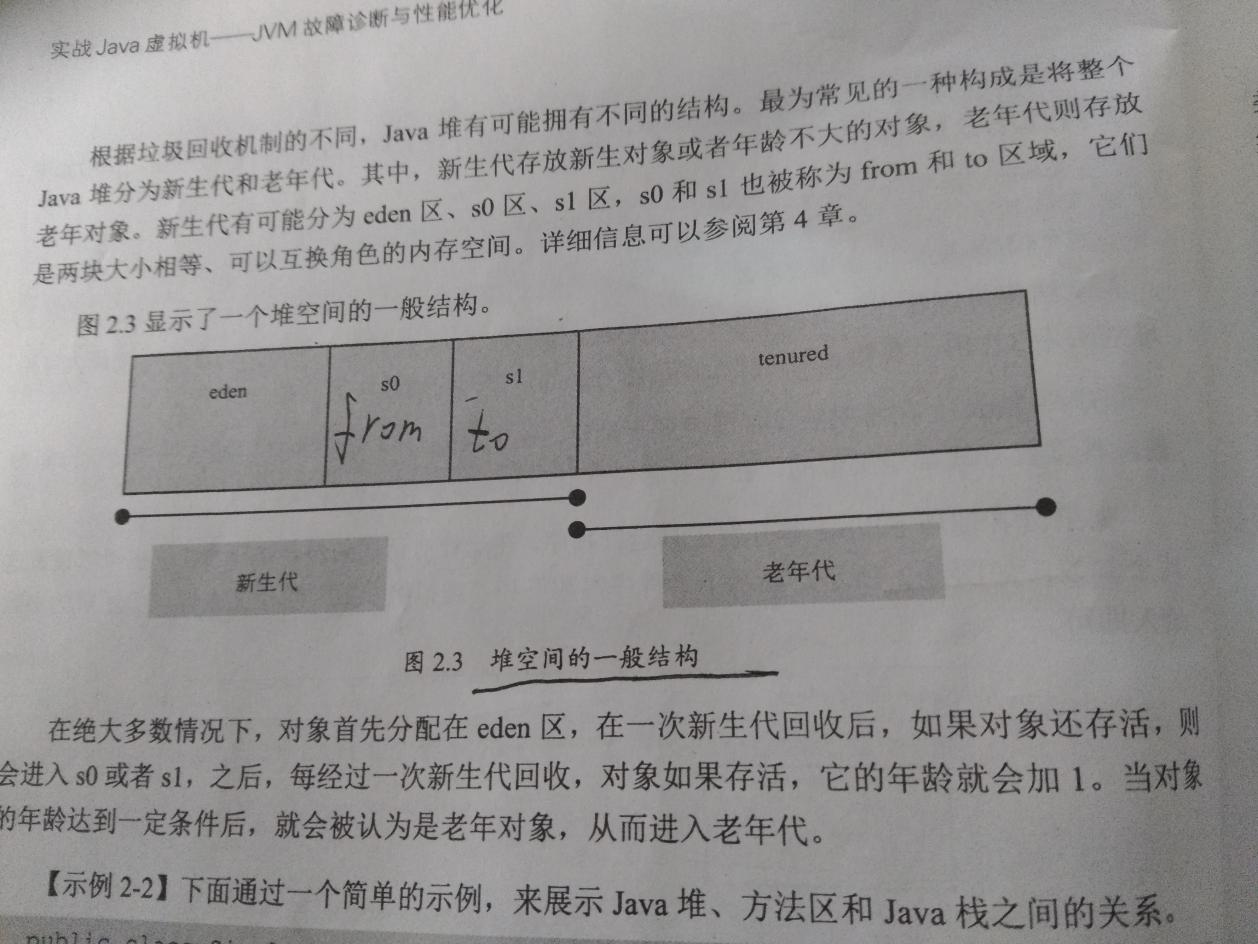 实战Java虚拟机——JVM故障诊断与性能优化
根据垃圾回收机制的不同，Java 堆有可能拥有不同的结构。最为常见的一种构成是将整个
Java 堆分为新生代和老年代。其中，新生代存放新生对象或者年龄不大的对象，老年代则存放
老年对象。新生代有可能分为 eden 区、s0 区、s1 区，s0 和 s1 也被称为 from 和 to 区域，它们
是两块大小相等、可以互换角色的内存空间。详细信息可以参阅第 4 章。
图 2.3 显示了一个堆空间的一般结构。
eden
s0
s1
tenured
from
to
新生代
老年代
图 2.3 堆空间的一般结构
在绝大多数情况下，对象首先分配在 eden 区，在一次新生代回收后，如果对象还存活，则
会进入 s0 或者 s1，之后，每经过一次新生代回收，对象如果存活，它的年龄就会加 1。当对象
的年龄达到一定条件后，就会被认为是老年对象，从而进入老年代。
【示例 2-2】下面通过一个简单的示例，来展示 Java 堆、方法区和 Java 栈之间的关系。
public class